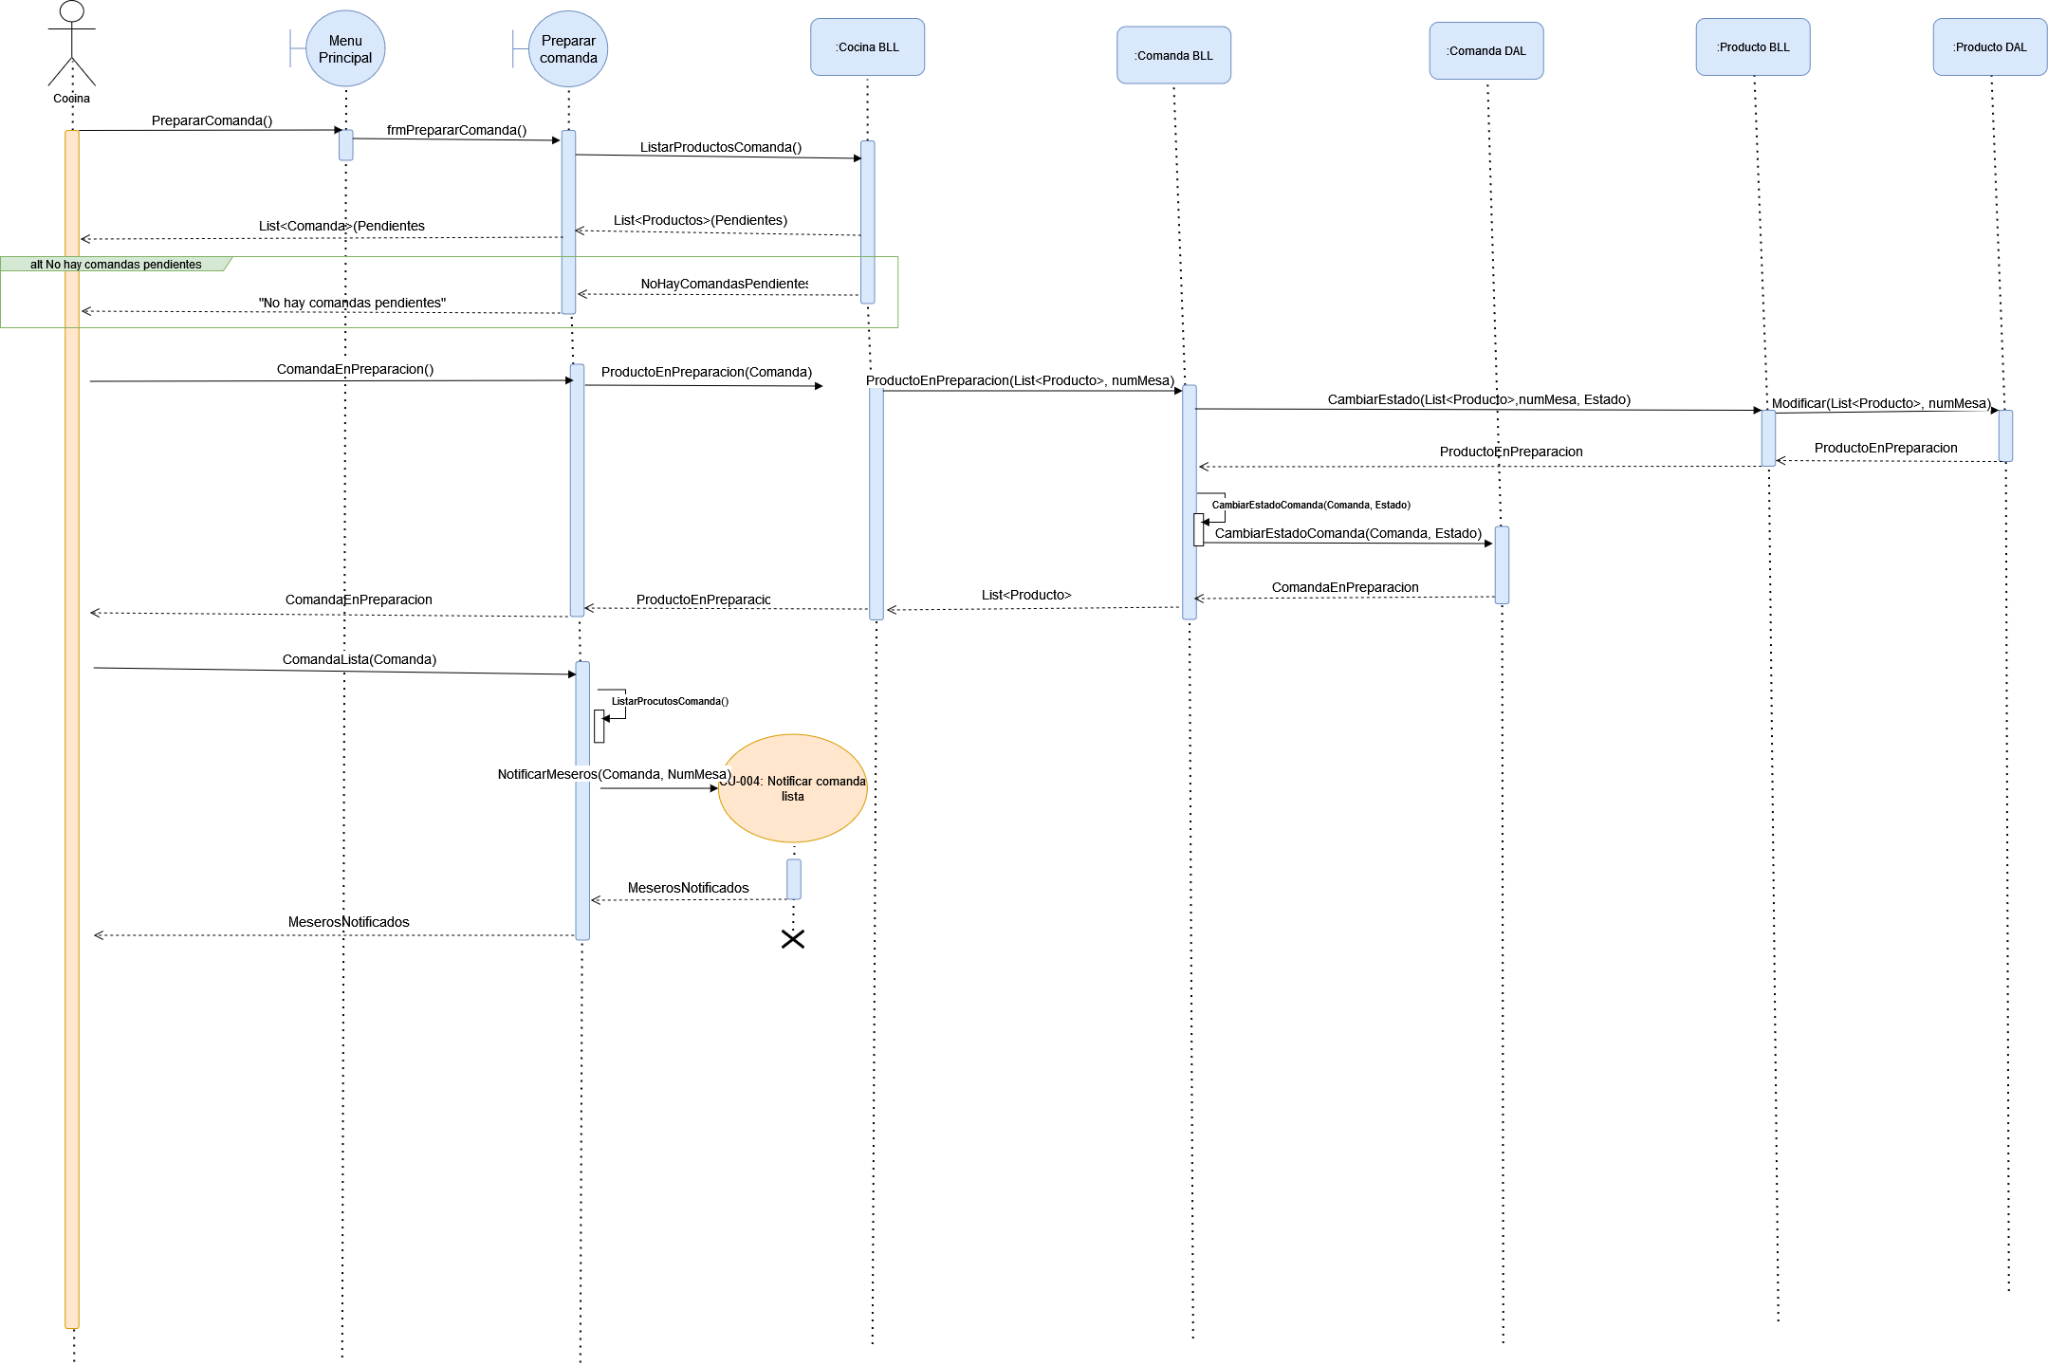 Cocina
Menu
Principal
Preparar
comanda
:Cocina BLL
:Comanda BLL
:Comanda DAL
:Producto BLL
:Producto DAL
PrepararComanda()
frmPrepararComanda()
ListarProductosComanda()
List<Productos>(Pendientes)
List<Comanda>(Pendientes
alt No hay comandas pendientes
NoHayComandasPendientes
"No hay comandas pendientes"
ComandaEnPreparacion()
ProductoEnPreparacion(Comanda)
ProductoEnPreparacion(List<Producto>, numMesa)
CambiarEstado(List<Producto>,numMesa, Estado)
Modificar(List<Producto>, numMesa)
ProductoEnPreparacion
ProductoEnPreparacion
CambiarEstadoComanda(Comanda, Estado)
CambiarEstadoComanda(Comanda, Estado)
ComandaEnPreparacion
List<Producto>
ProductoEnPreparacic
ComandaEnPreparacion
ComandaLista(Comanda)
ListarProcutosComanda()
NotificarMeseros(Comanda, NumMesa)
CU-004: Notificar comanda
lista
MeserosNotificados
MeserosNotificados